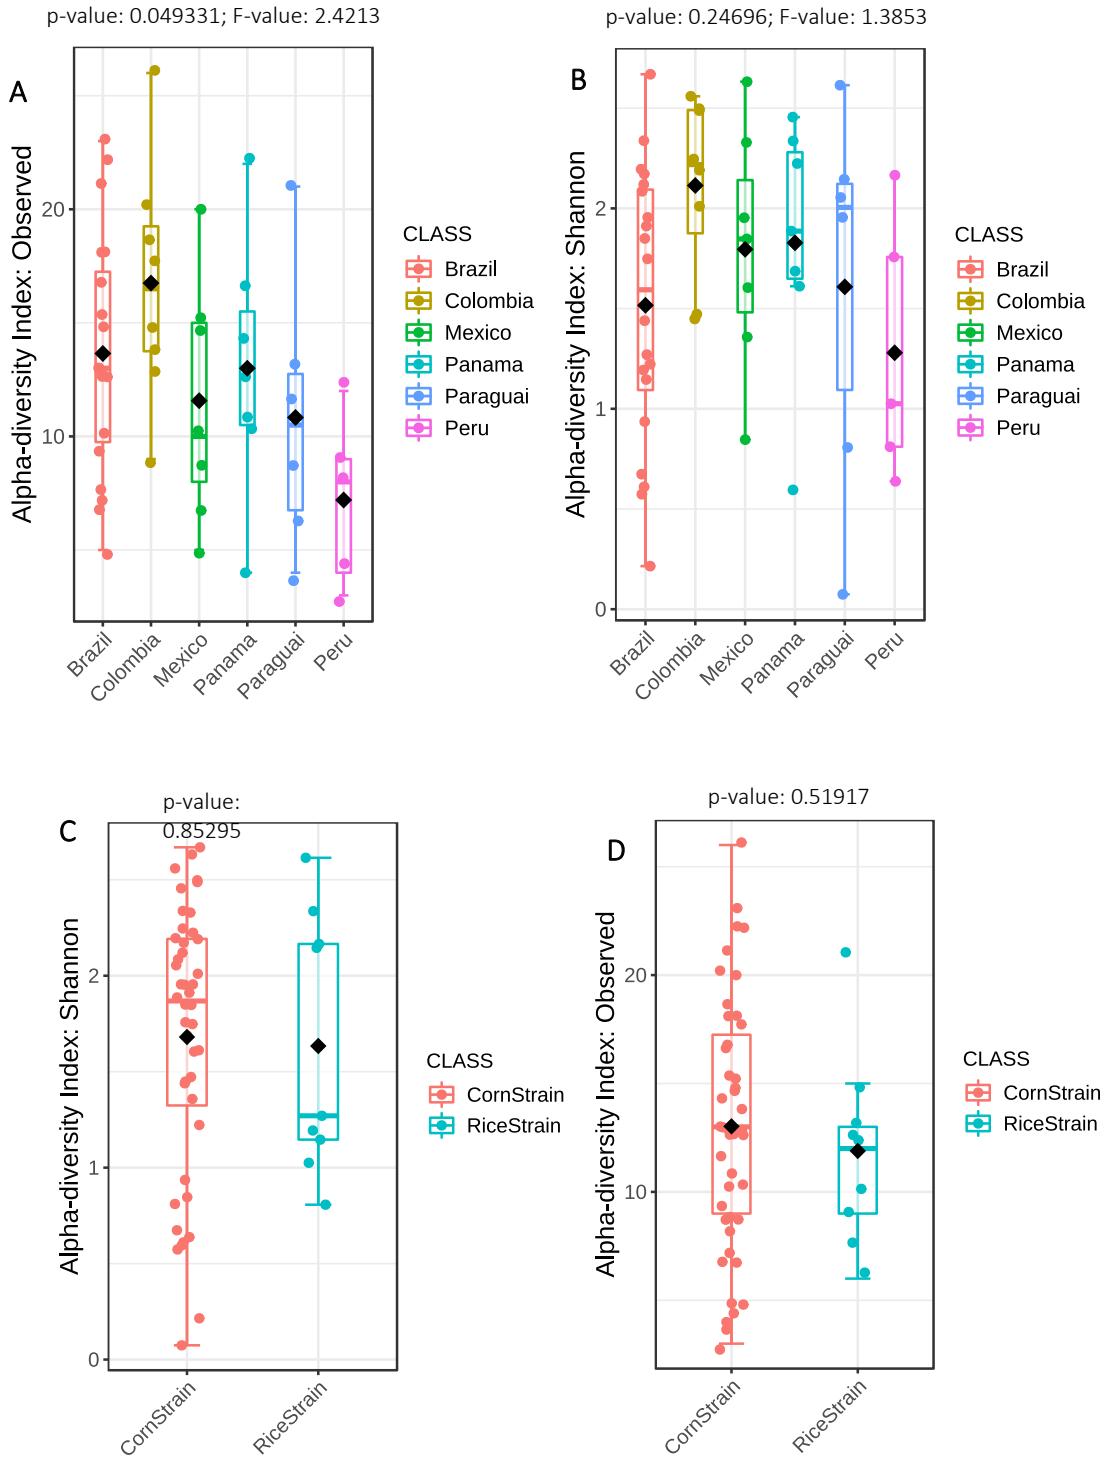 p-value: 0.049331; F-value: 2.4213
A
Alpha-diversity Index: Observed
20
10
Brazil
Colombia
Mexico
Panama
Paraguai
Peru
CLASS
Brazil
Colombia
Mexico
Panama
Paraguai
Peru
p-value: 0.24696; F-value: 1.3853
B
Alpha-diversity Index: Shannon
2
1
0
Brazil
Colombia
Mexico
Panama
Paraguai
Peru
CLASS
Brazil
Colombia
Mexico
Panama
Paraguai
Peru
p-value:
0.85295
C
Alpha-diversity Index: Shannon
2
1
0
CornStrain
RiceStrain
CLASS
CornStrain
RiceStrain
p-value: 0.51917
D
Alpha-diversity Index: Observed
20
10
CornStrain
RiceStrain
CLASS
CornStrain
RiceStrain